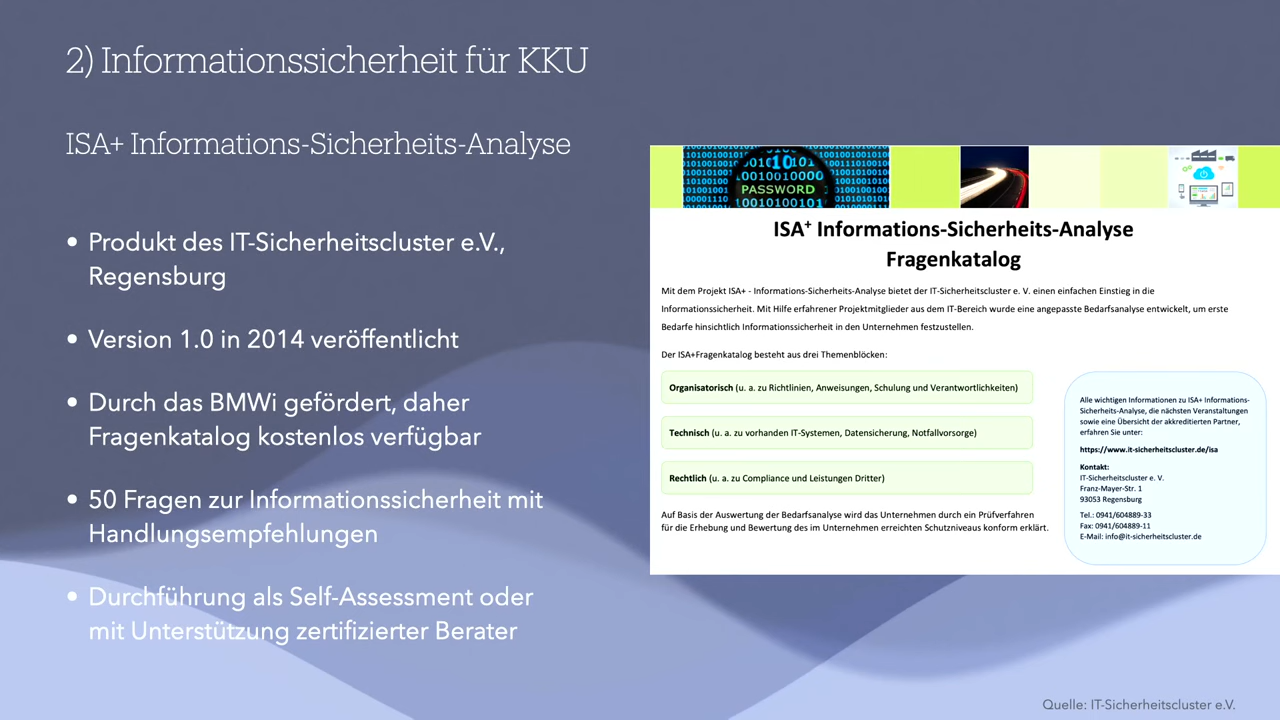 2) Informationssicherheit für KKU
ISA+ Informations-Sicherheits-Analyse
• Produkt des IT-Sicherheitscluster e.V.,
Regensburg
• Version 1.0 in 2014 veröffentlicht
• Durch das BMWi gefördert, daher
Fragenkatalog kostenlos verfügbar
• 50 Fragen zur Informationssicherheit mit
Handlungsempfehlungen
• Durchführung als Self-Assessment oder
mit Unterstützung zertifizierter Berater
PASSWORD
ISA+ Informations-Sicherheits-Analyse
Fragenkatalog
Mit dem Projekt ISA+ - Informations-Sicherheits-Analyse bietet der IT-Sicherheitscluster e. V. einen einfachen Einstieg in die
Informationssicherheit. Mit Hilfe erfahrener Projektmitglieder aus dem IT-Bereich wurde eine angepasste Bedarfsanalyse entwickelt, um erste
Bedarfe hinsichtlich Informationssicherheit in den Unternehmen festzustellen.
Der ISA+Fragenkatalog besteht aus drei Themenblöcken:
Organisatorisch (u. a. zu Richtlinien, Anweisungen, Schulung und Verantwortlichkeiten)
Technisch (u. a. zu vorhanden IT-Systemen, Datensicherung, Notfallvorsorge)
Rechtlich (u. a. zu Compliance und Leistungen Dritter)
Auf Basis der Auswertung der Bedarfsanalyse wird das Unternehmen durch ein Prüfverfahren
für die Erhebung und Bewertung des im Unternehmen erreichten Schutzniveaus konform erklärt.
Alle wichtigen Informationen zu ISA+ Informations-
Sicherheits-Analyse, die nächsten Veranstaltungen
sowie eine Übersicht der akkreditierten Partner,
erfahren Sie unter:
https://www.it-sicherheitscluster.de/isa
Kontakt:
IT-Sicherheitscluster e. V.
Franz-Mayer-Str. 1
93053 Regensburg
Tel.: 0941/604889-33
Fax: 0941/604889-11
E-Mail: info@it-sicherheitscluster.de
Quelle: IT-Sicherheitscluster e.V.